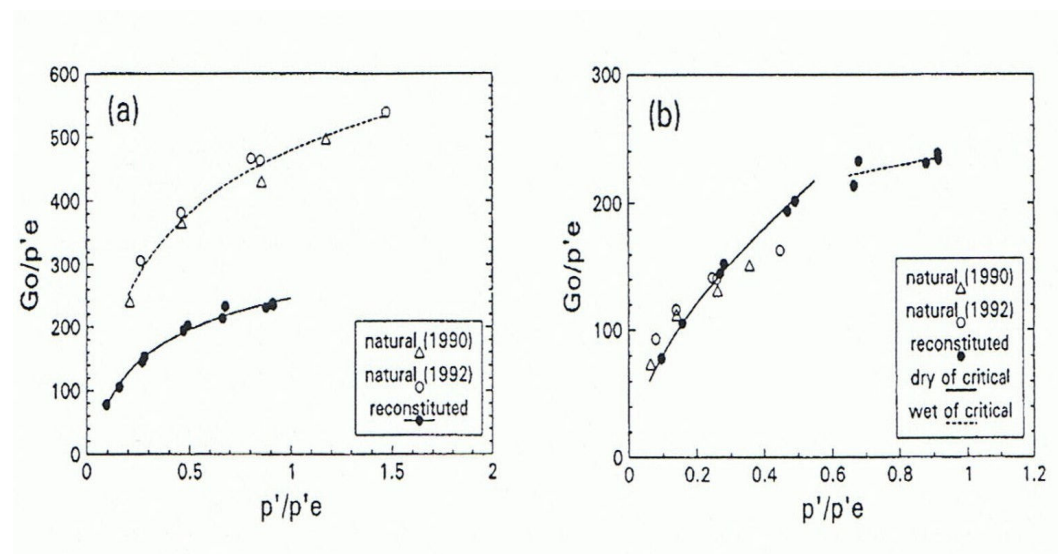 (a)
600
500
400
300
200
100
0
Go/p'e
0 0.5 1 1.5 2
p'/p'e
natural (1990)
natural (1992)
reconstituted
(b)
300
200
100
0
Go/p'e
0 0.2 0.4 0.6 0.8 1 1.2
p'/p'e
natural (1990)
natural (1992)
reconstituted
dry of critical
wet of critical